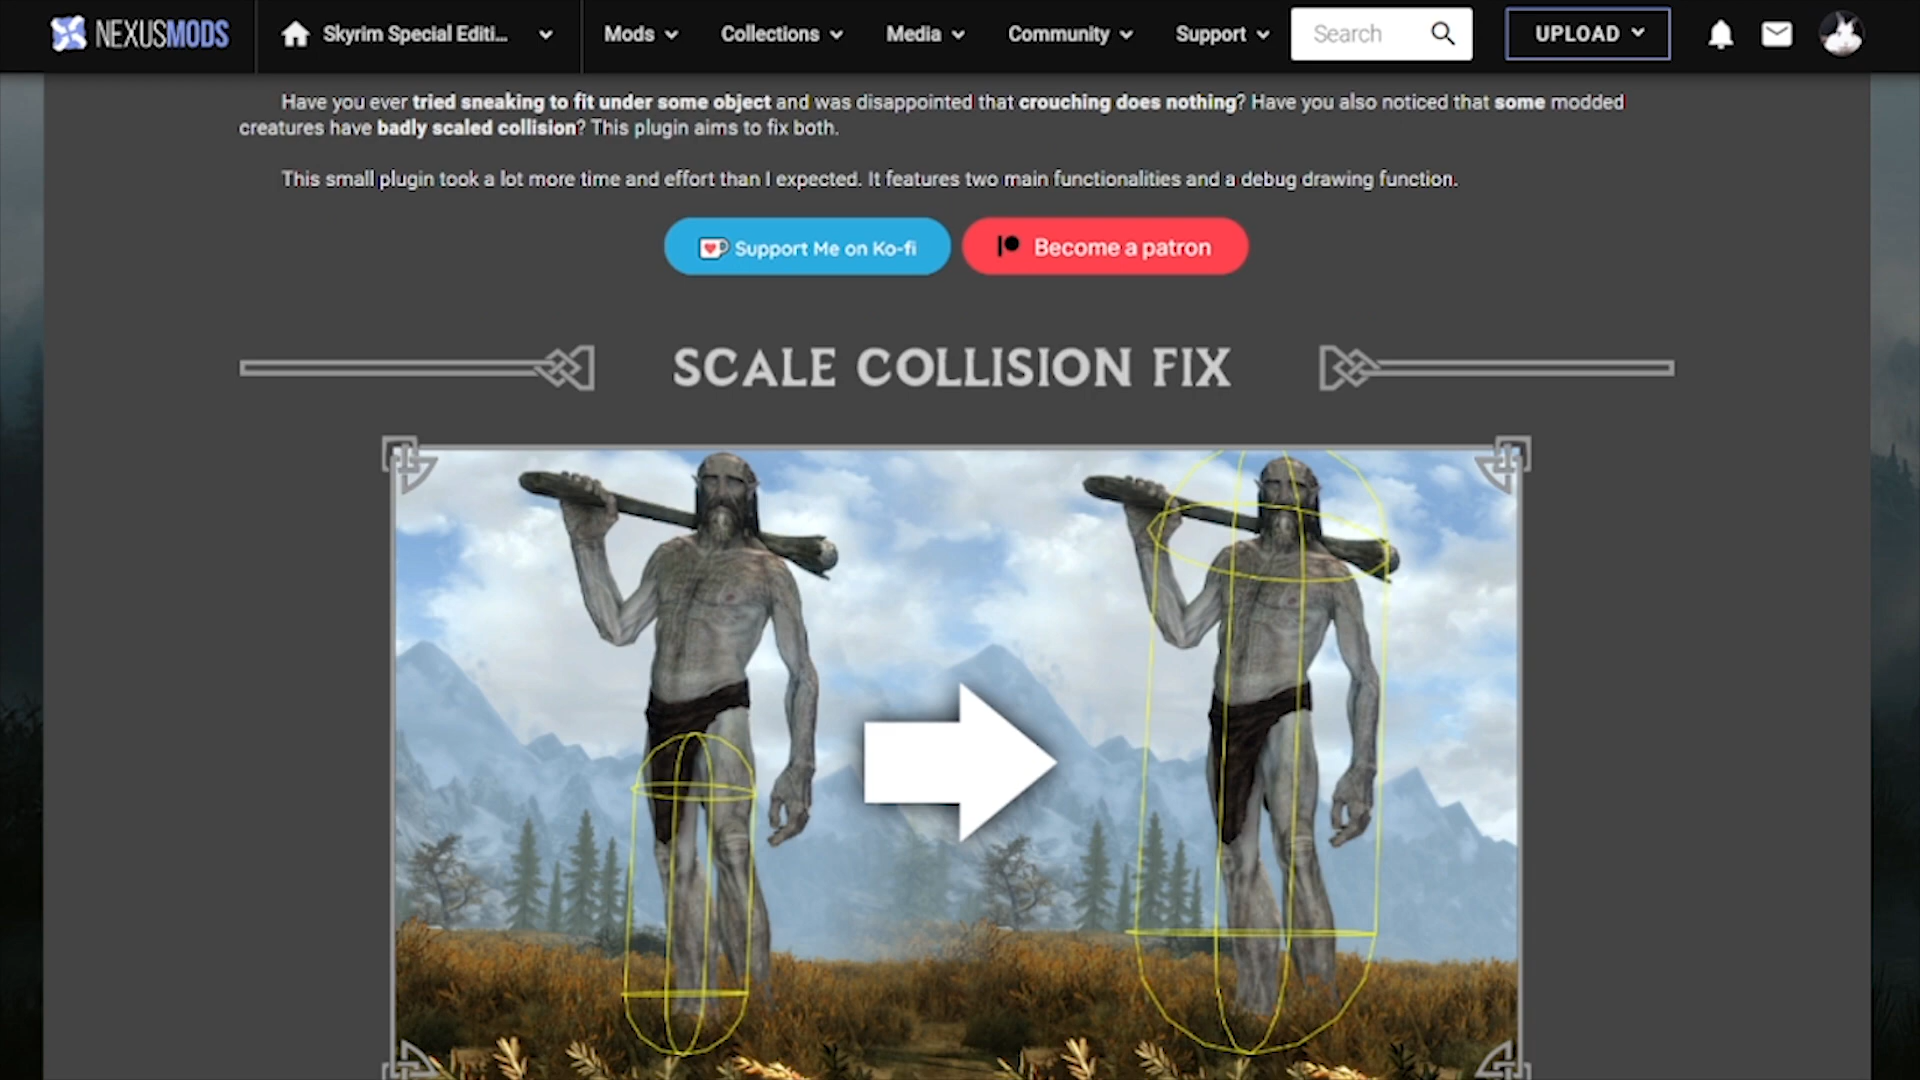 NEXUSMODS Skyrim Special Editi... Mods Collections Media Community Support Search UPLOAD
Have you ever tried sneaking to fit under some object and was disappointed that crouching does nothing? Have you also noticed that some modded
creatures have badly scaled collision? This plugin aims to fix both.
This small plugin took a lot more time and effort than I expected. It features two main functionalities and a debug drawing function.
Support Me on Ko-fi Become a patron
SCALE COLLISION FIX